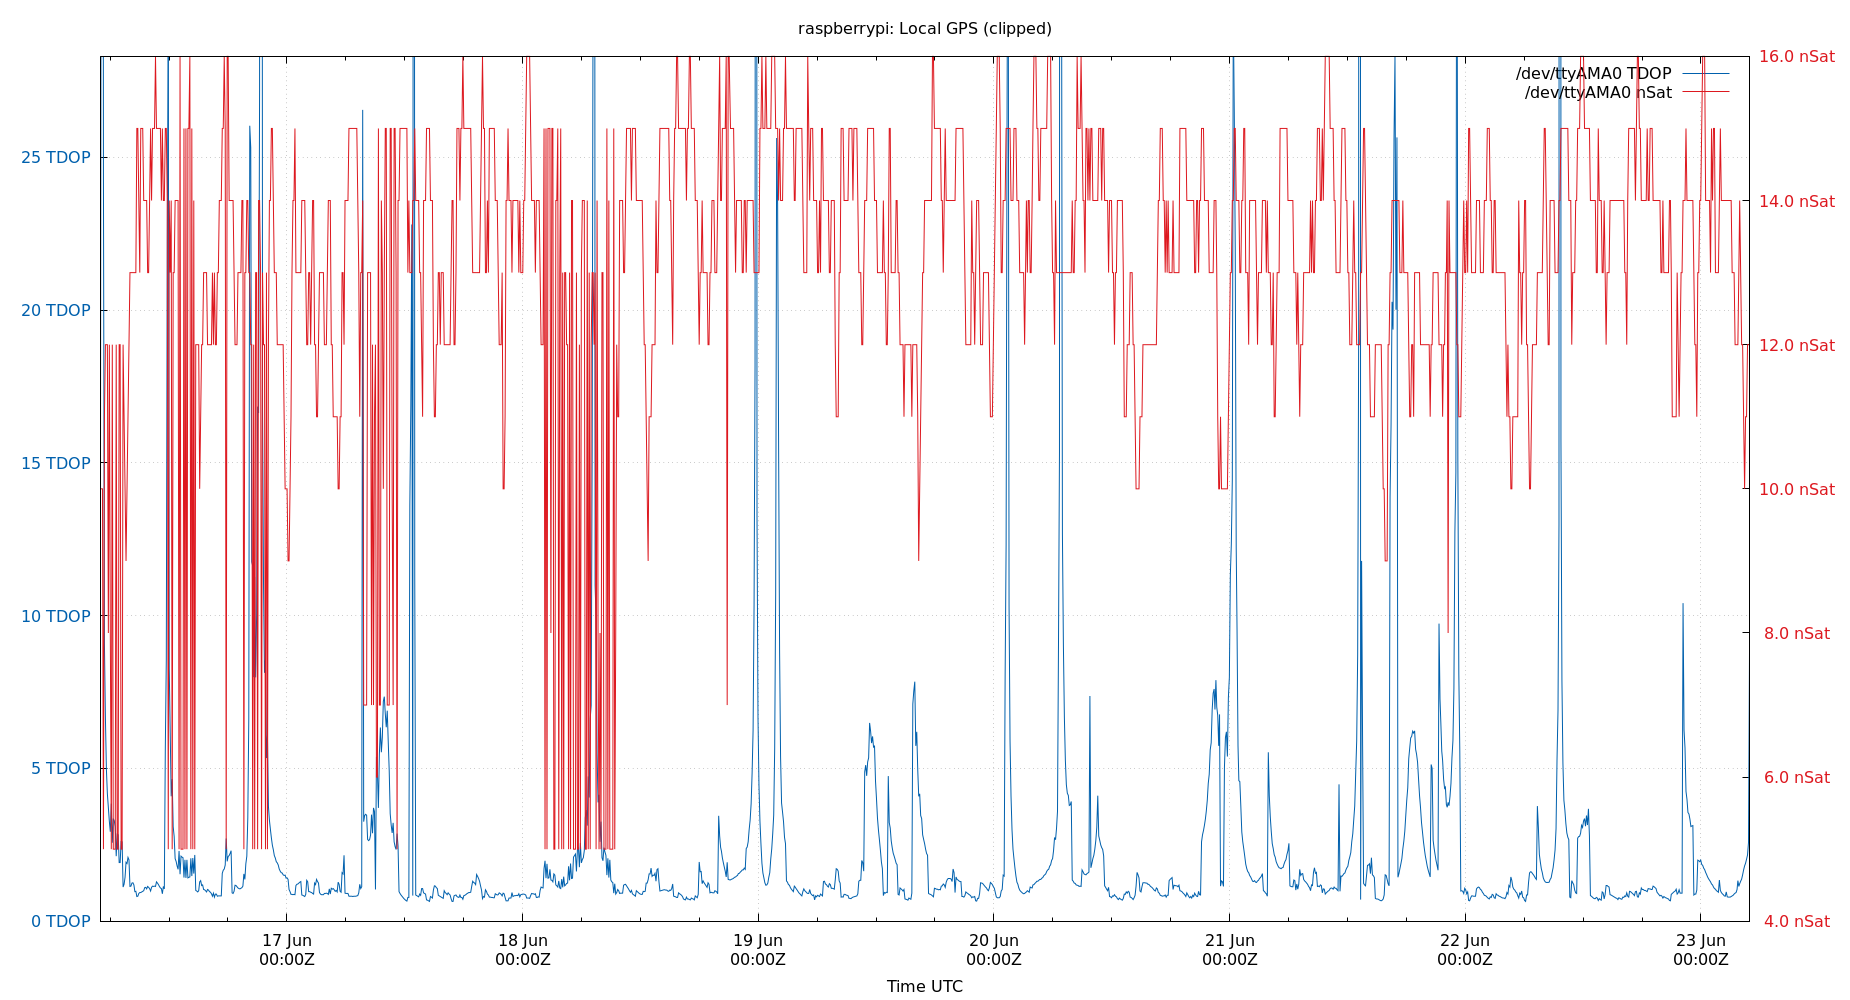 raspberrypi: Local GPS (clipped)
/dev/ttyAMA0 TDOP
/dev/ttyAMA0 nSat
25 TDOP
20 TDOP
15 TDOP
10 TDOP
5 TDOP
0 TDOP
16.0 nSat
14.0 nSat
12.0 nSat
10.0 nSat
8.0 nSat
6.0 nSat
4.0 nSat
17 Jun 18 Jun 19 Jun 20 Jun 21 Jun 22 Jun 23 Jun
00:00Z 00:00Z 00:00Z 00:00Z 00:00Z 00:00Z 00:00Z
Time UTC